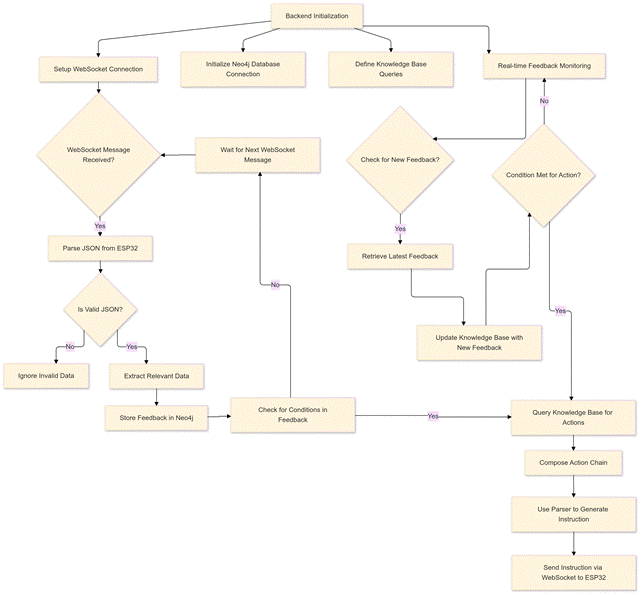 Backend Initialization
Setup WebSocket Connection
Initialize Neo4j Database
Connection
Define Knowledge Base
Queries
Real-time Feedback Monitoring
No
WebSocket Message
Received?
Wait for Next WebSocket
Message
Check for New Feedback?
Condition Met for Action?
Yes
Yes
Parse JSON from ESP32
Retrieve Latest Feedback
No
Is Valid JSON?
Yes
Update Knowledge Base with
New Feedback
No
Yes
Ignore Invalid Data
Extract Relevant Data
Store Feedback in Neo4j
Check for Conditions in
Feedback
Yes
Query Knowledge Base for
Actions
Compose Action Chain
Use Parser to Generate
Instruction
Send Instruction via
WebSocket to ESP32